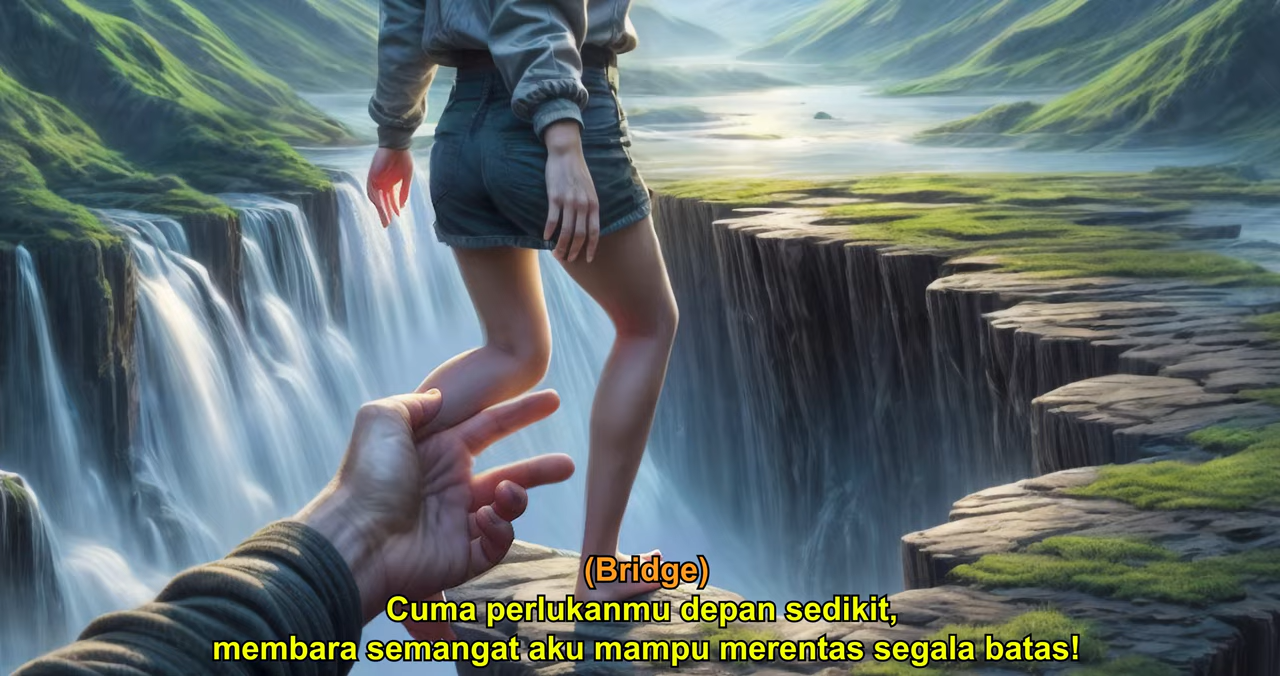 (Bridge)
Cuma perlukanmu depan sedikit,
membara semangat aku mampu merentas segala batas!